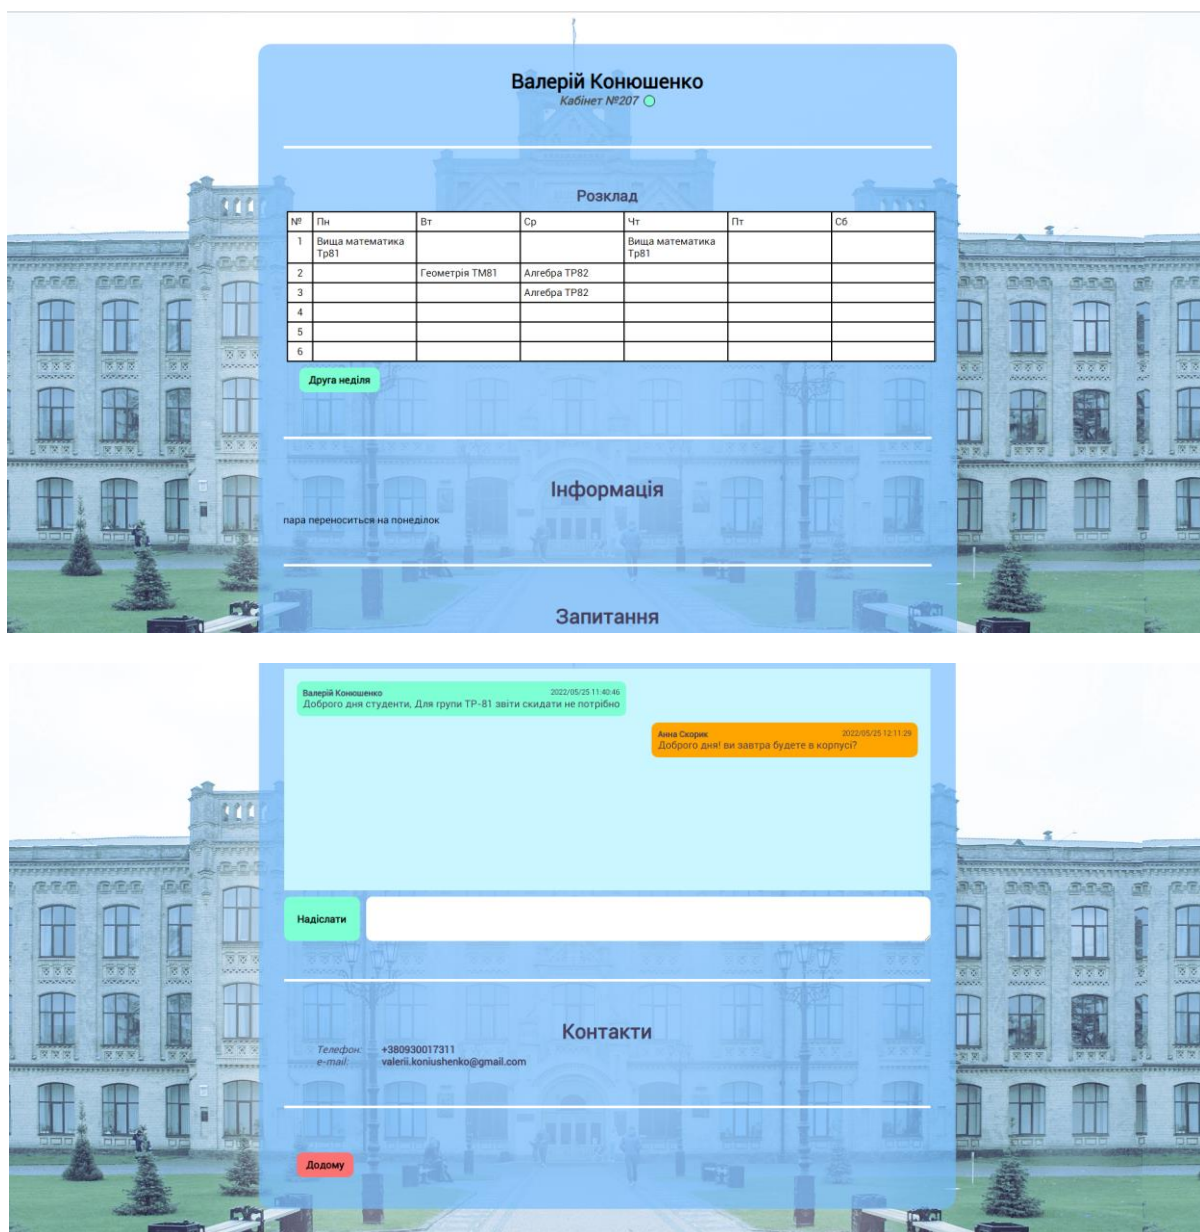 Валерій Конюшенко
Кабінет №207
Розклад
№ Пн Вт Ср Чт Пт Сб
1 Вища математика Тр81 Вища математика Тр81
2 Геометрія ТМ81 Алгебра ТР82
3 Алгебра ТР82
4
5
6
Друга неділя
Інформація
пара переноситься на понеділок
Запитання
Валерій Конюшенко 2022/05/25 11:40:46
Доброго дня студенти, Для групи ТР-81 звіти скидати не потрібно
Анна Скорик 2022/05/25 12:11:29
Доброго дня! ви завтра будете в корпусі?
Надіслати
Контакти
Телефон: +380930017311
e-mail: valerii.koniushenko@gmail.com
Додому